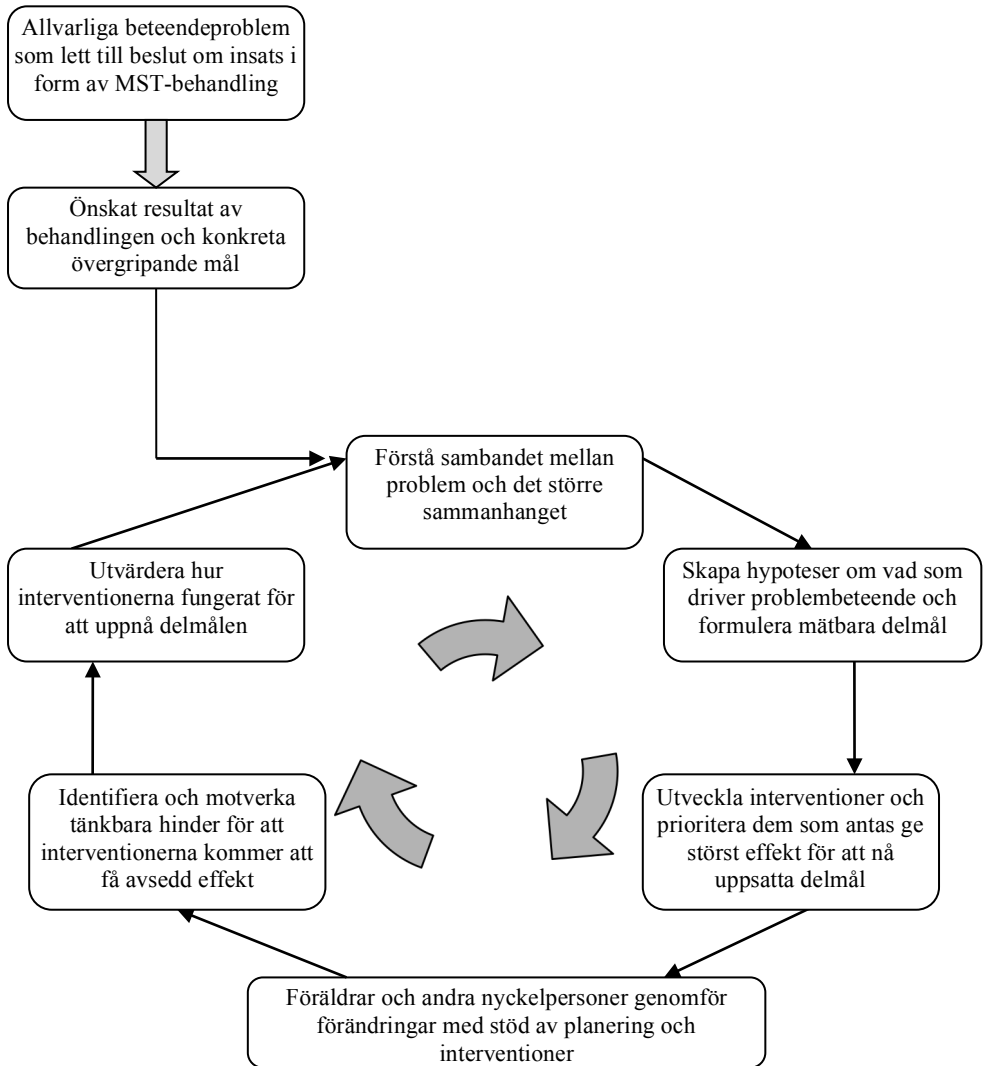 Allvarliga beteendeproblem
som lett till beslut om insats i
form av MST-behandling
Önskat resultat av
behandlingen och konkreta
övergripande mål
Förstå sambandet mellan
problem och det större
sammanhanget
Skapa hypoteser om vad som
driver problembeteende och
formulera mätbara delmål
Utveckla interventioner och
prioritera dem som antas ge
störst effekt för att nå
uppsatta delmål
Föräldrar och andra nyckelpersoner genomför
förändringar med stöd av planering och
interventioner
Identifiera och motverka
tänkbara hinder för att
interventionerna kommer att
få avsedd effekt
Utvärdera hur
interventionerna fungerat för
att uppnå delmålen